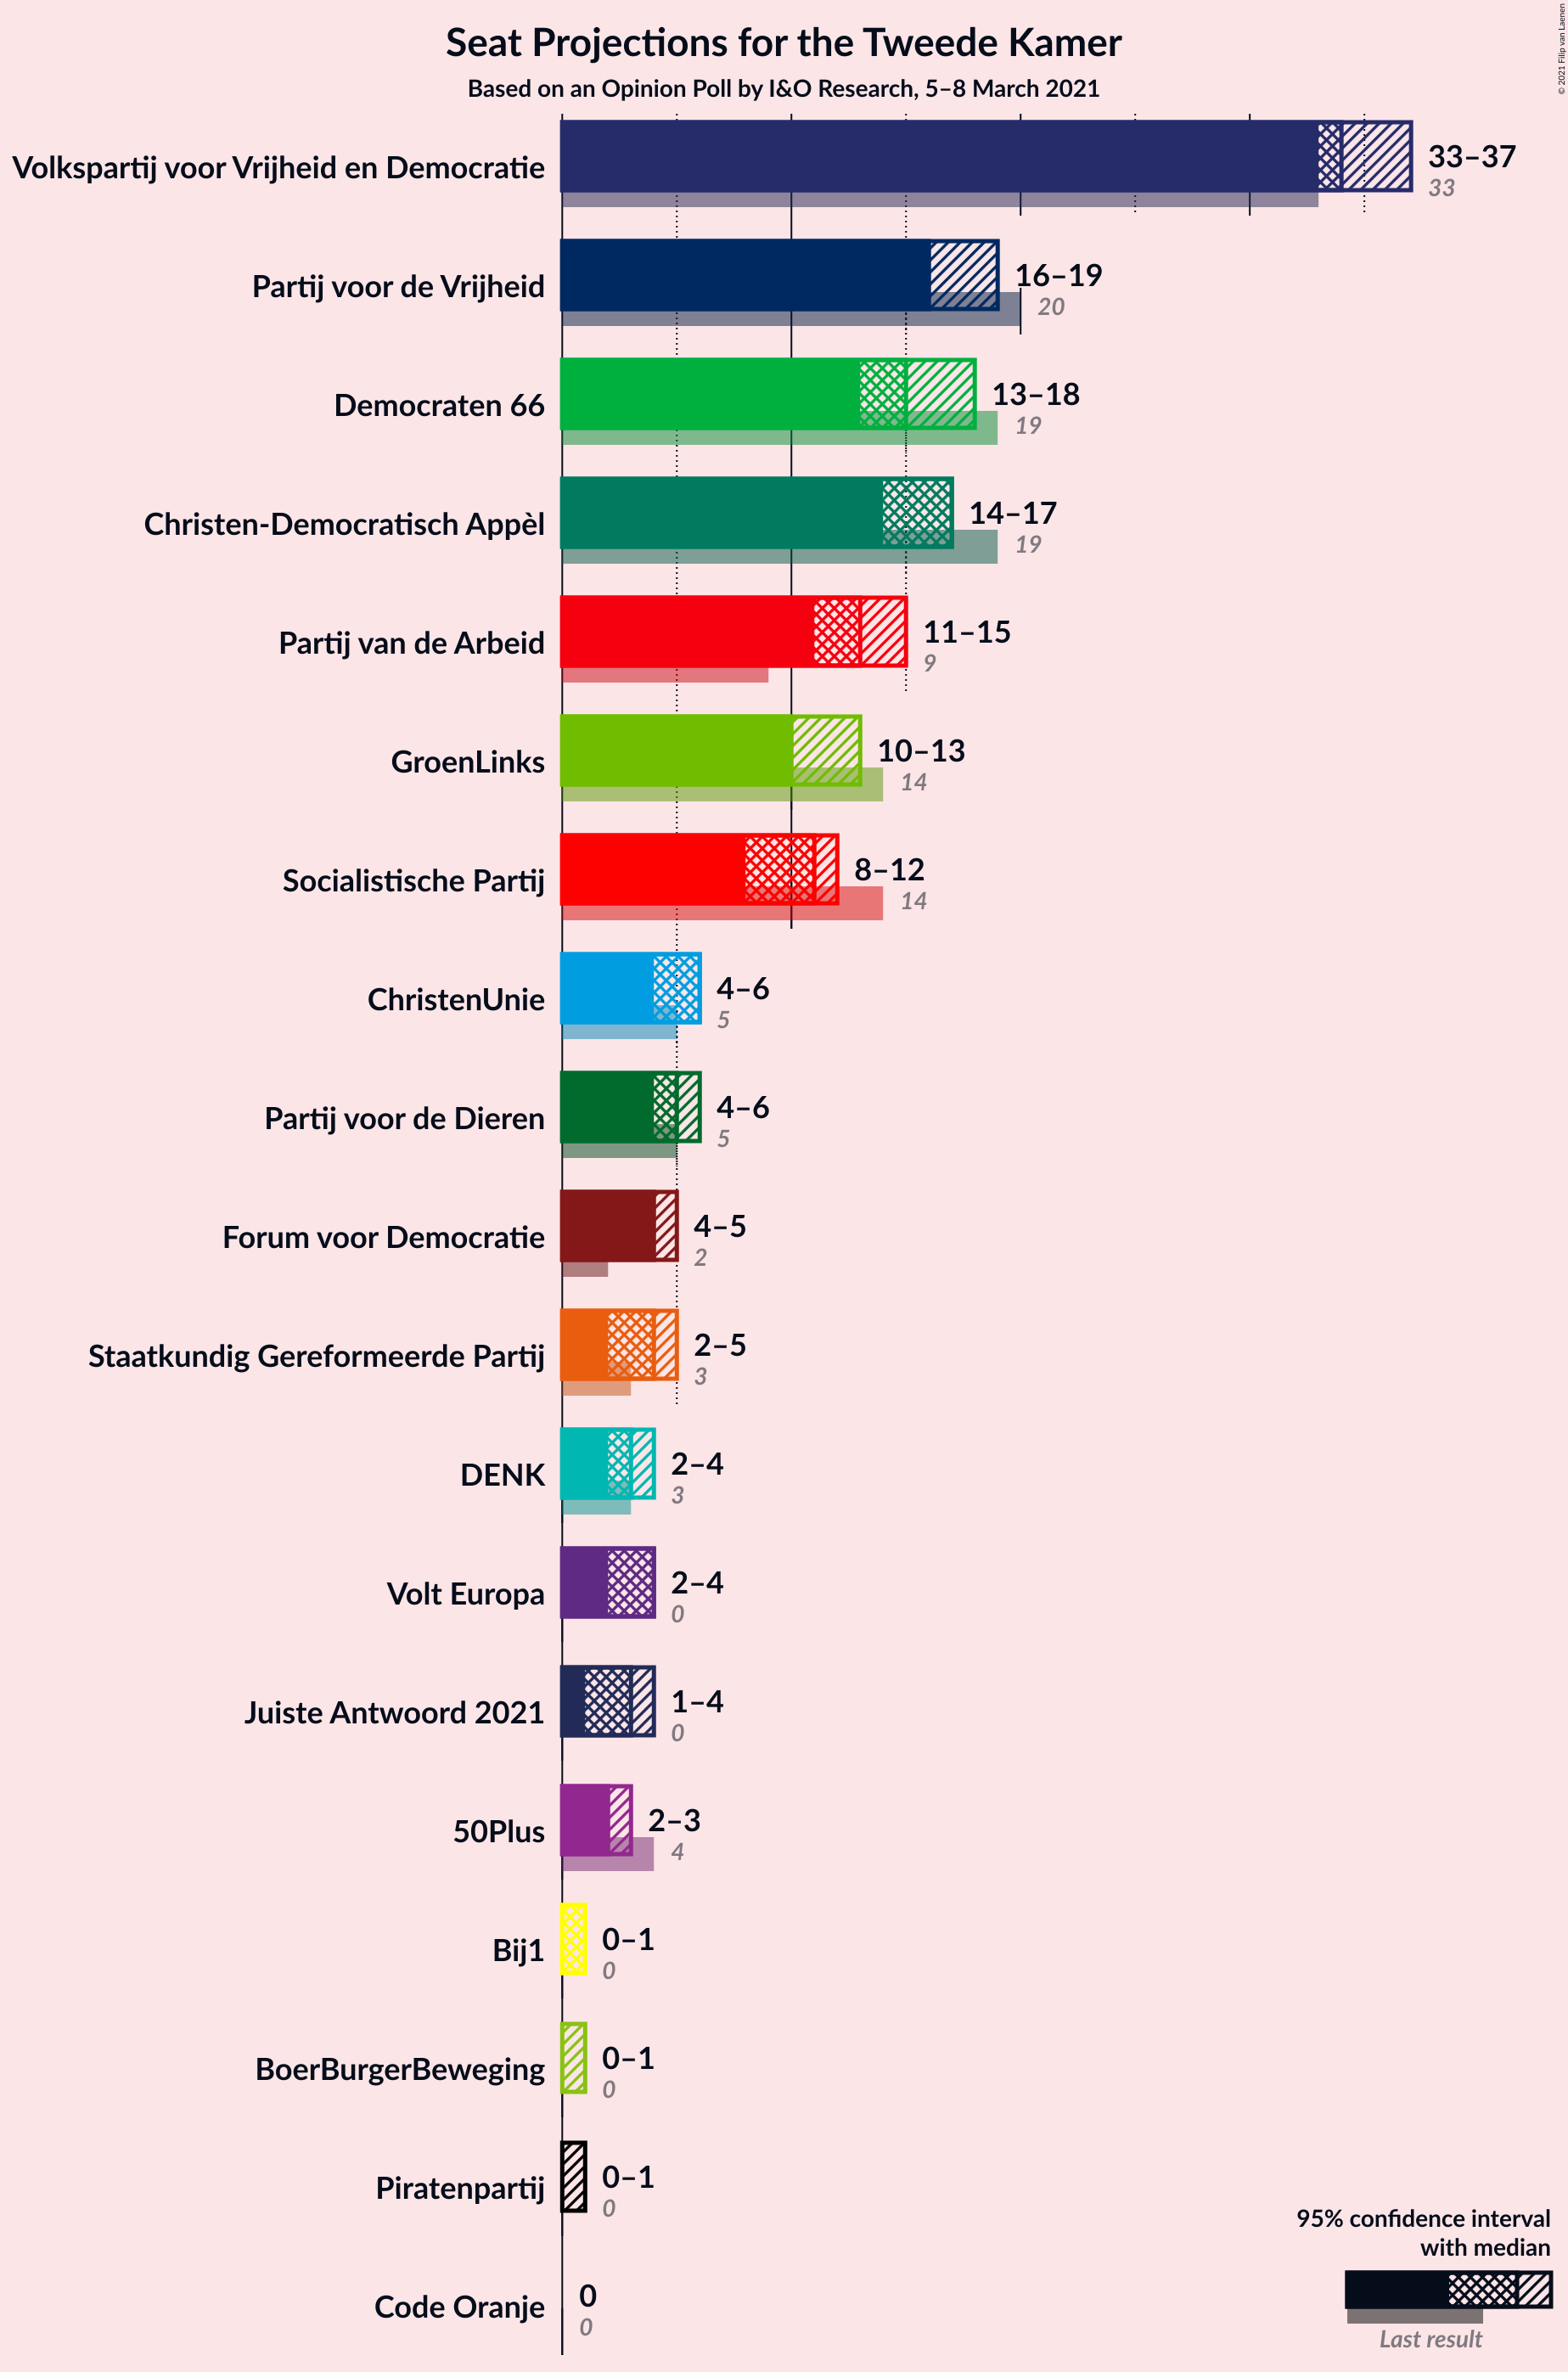 Seat Projections for the Tweede Kamer
Based on an Opinion Poll by I&O Research, 5–8 March 2021
© 2021 Filip van Laenen
Volkspartij voor Vrijheid en Democratie
33–37
33
Partij voor de Vrijheid
16–19
20
Democraten 66
13–18
19
Christen-Democratisch Appèl
14–17
19
Partij van de Arbeid
11–15
9
GroenLinks
10–13
14
Socialistische Partij
8–12
14
ChristenUnie
4–6
5
Partij voor de Dieren
4–6
5
Forum voor Democratie
4–5
2
Staatkundig Gereformeerde Partij
2–5
3
DENK
2–4
3
Volt Europa
2–4
0
Juiste Antwoord 2021
1–4
0
50Plus
2–3
4
Bij1
0–1
0
BoerBurgerBeweging
0–1
0
Piratenpartij
0–1
0
Code Oranje
0
0
95% confidence interval
with median
Last result